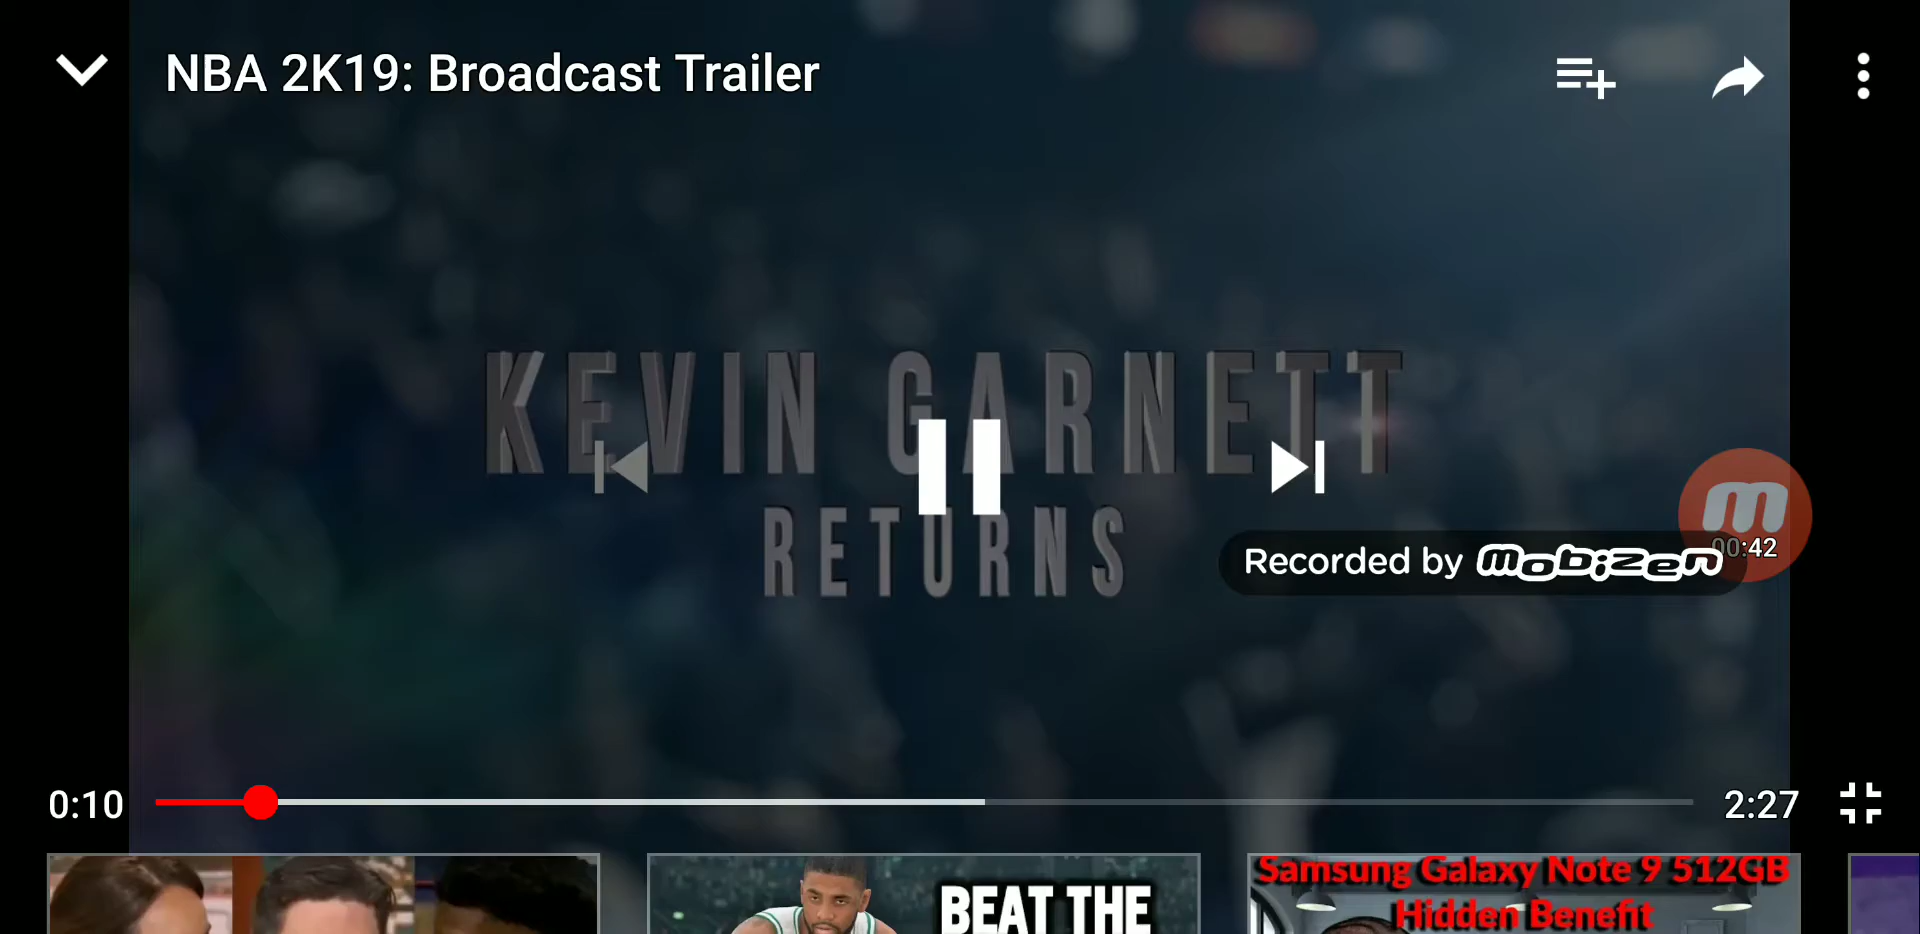 NBA 2K19: Broadcast Trailer
KEVIN GARNETT
RETURNS
00:42
Recorded by mobizen
0:10
2:27
BEAT THE
Samsung Galaxy Note 9 512GB
Hidden Benefit